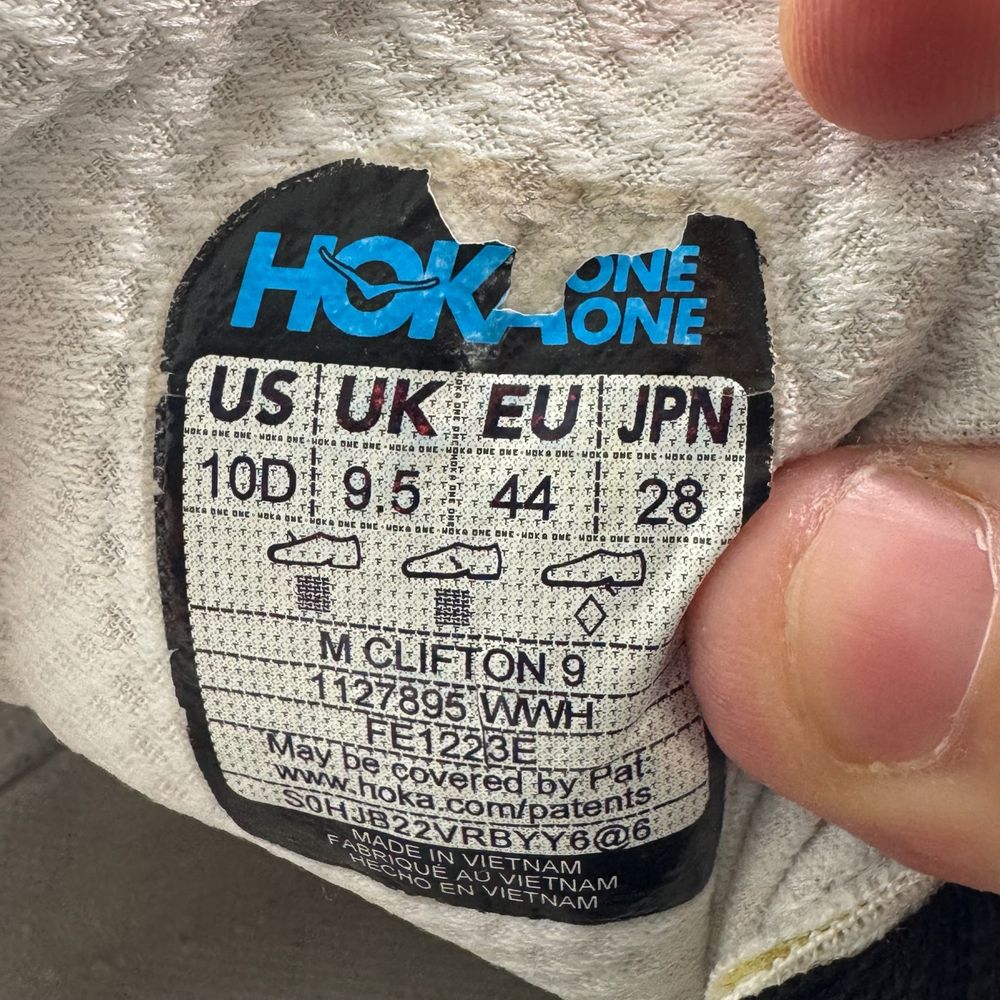 HOKA ONE ONE
US UK EU JPN
10D 9.5 44 28
M CLIFTON 9
1127895 WWH
FE1223E
May be covered by Pat.
www.hoka.com/patents
S0HJB22VRBYY6@6
MADE IN VIETNAM
FABRIQUÉ AU VIETNAM
HECHO EN VIETNAM